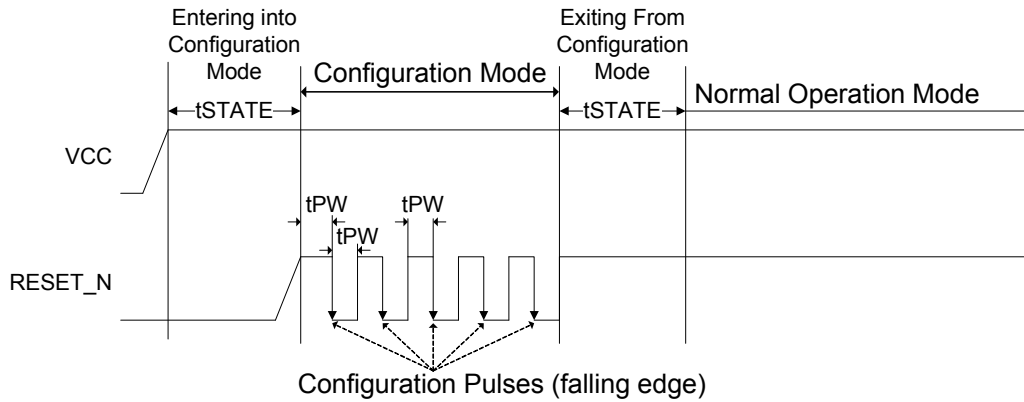 Entering into
Configuration
Mode
Exiting From
Configuration
Mode
Configuration Mode
Normal Operation Mode
tSTATE
tSTATE
VCC
tPW
tPW
tPW
RESET_N
Configuration Pulses (falling edge)